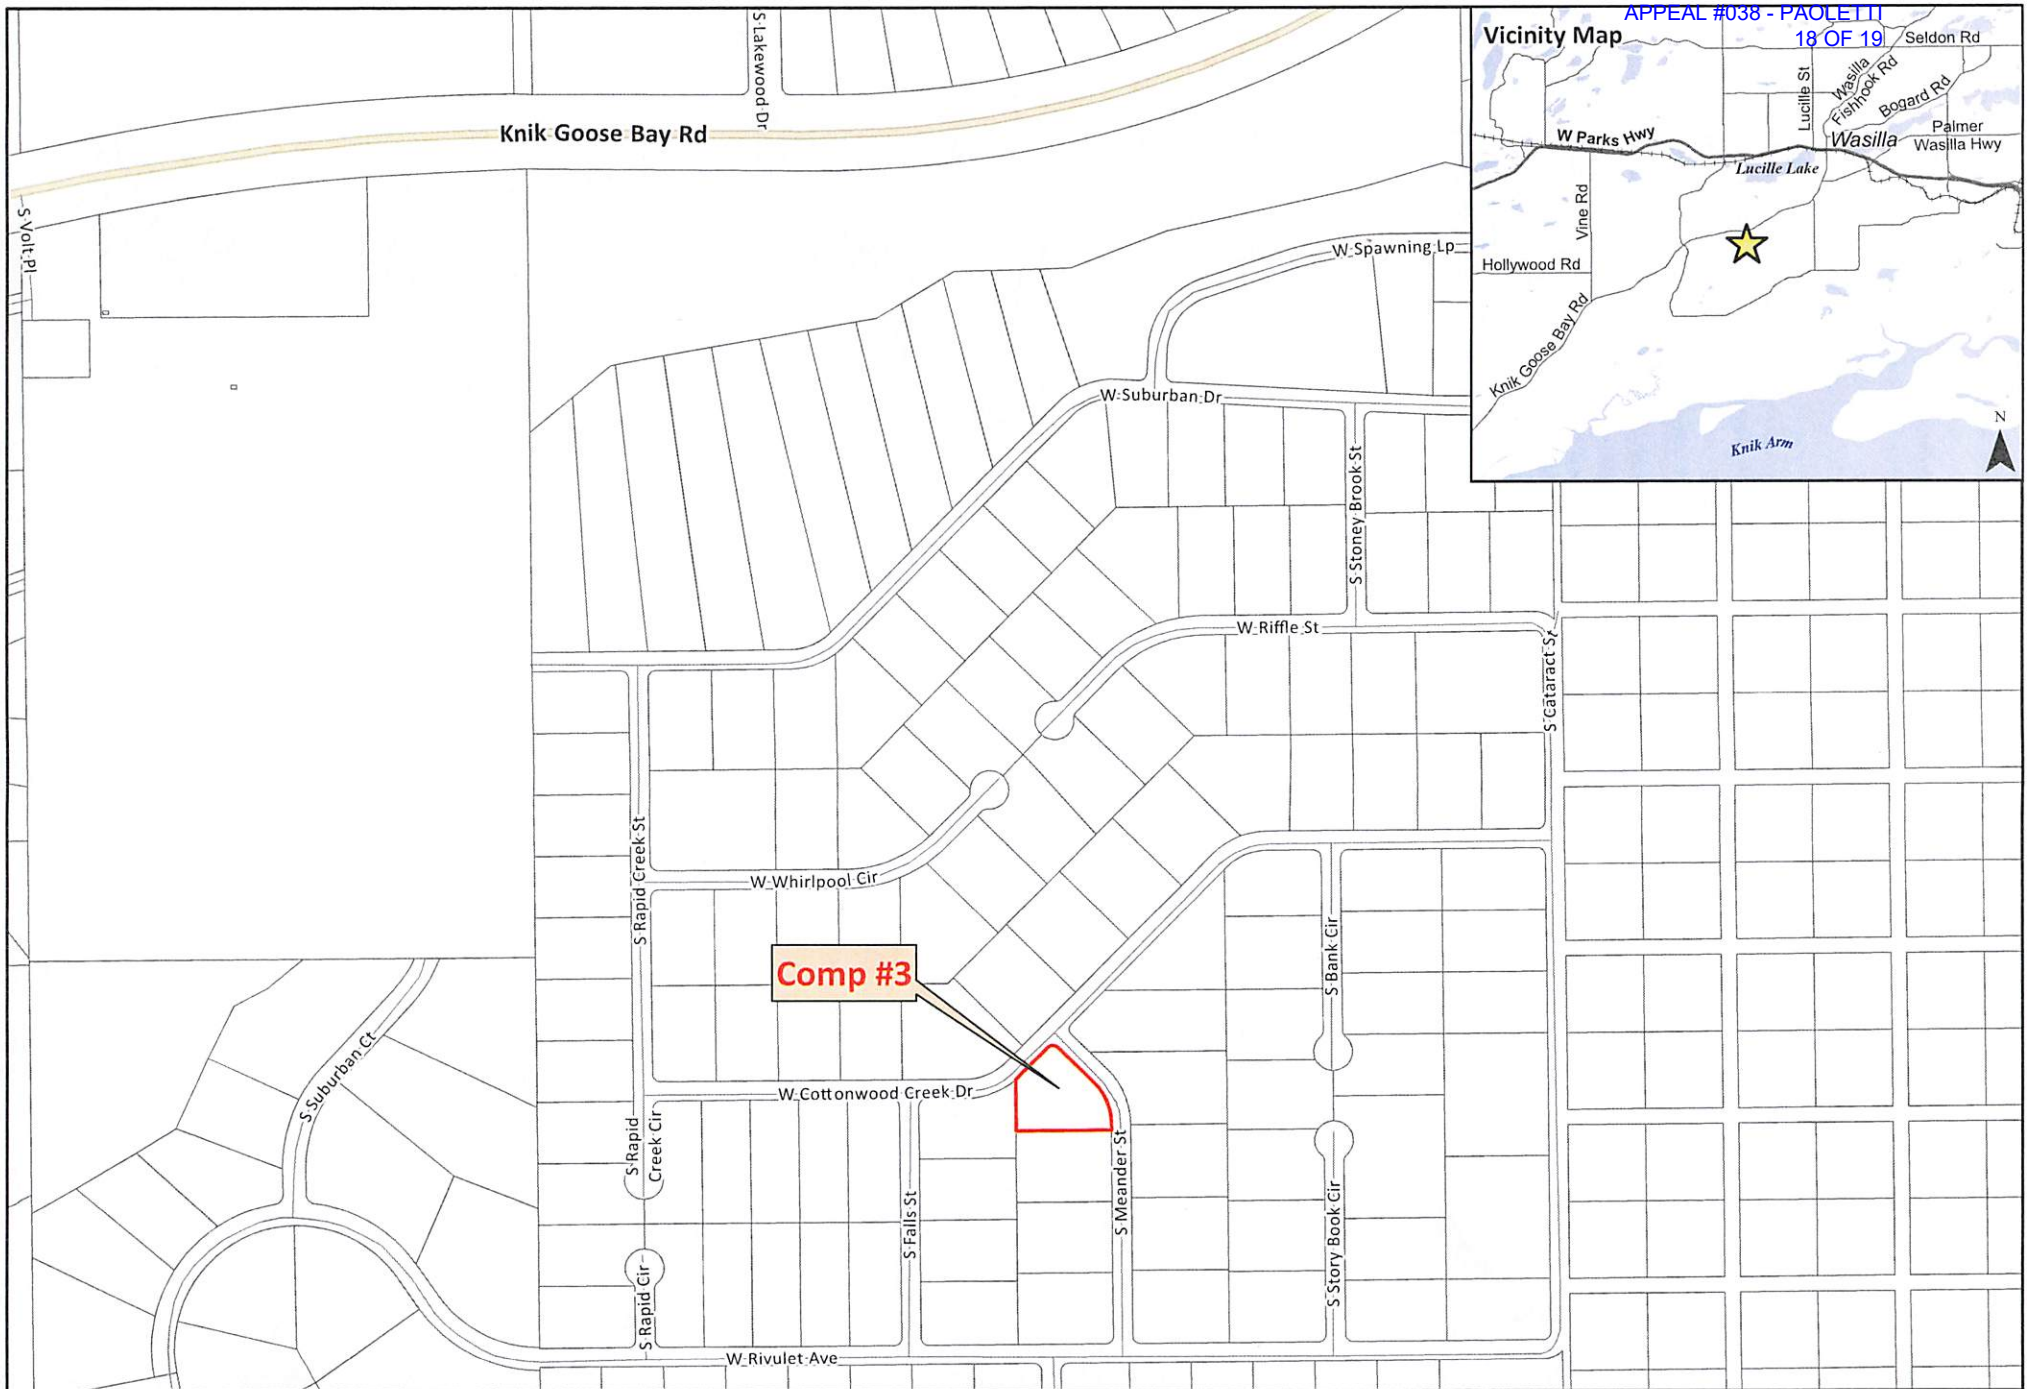 APPEAL #038 - PAOLETTI
18 OF 19
Vicinity Map
Seldon Rd
Lucille St
Wasilla
Fishhook Rd
Bogard Rd
W Parks Hwy
Wasilla
Palmer
Wasilla Hwy
Lucille Lake
Vine Rd
Hollywood Rd
Knik Goose Bay Rd
Knik Arm
N
S Lakewood Dr
Knik Goose Bay Rd
S Volt Pl
W Spawning Lp
W Suburban Dr
S Stoney Brook St
W Riffle St
S Cataract St
S Rapid Creek St
W Whirlpool Cir
S Bank Cir
Comp #3
S Suburban Ct
W Cottonwood Creek Dr
S Rapid
Creek Cir
S Falls St
S Meander St
S Story Book Cir
S Rapid Cir
W Rivulet Ave